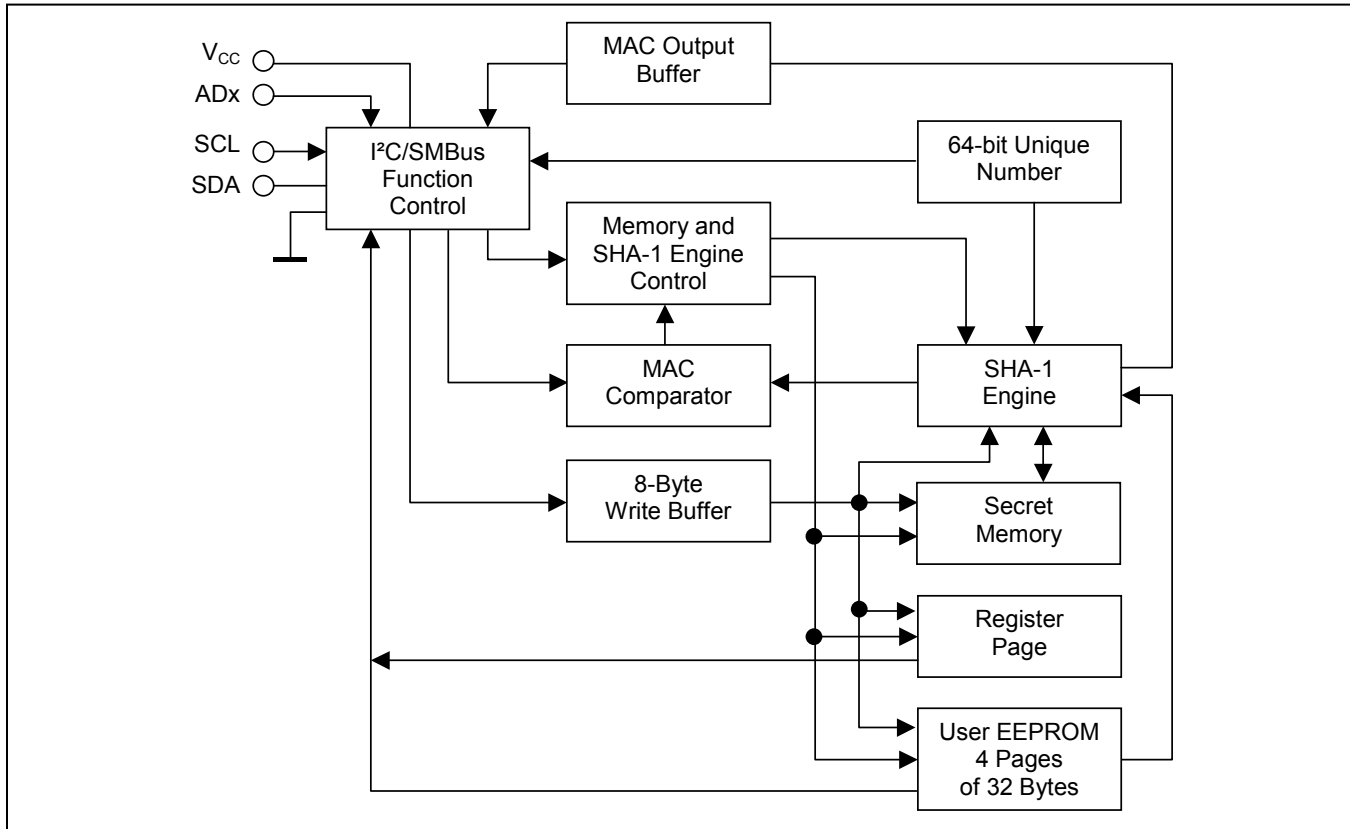 V_CC
ADx
SCL
SDA
I²C/SMBus
Function
Control
MAC Output
Buffer
64-bit Unique
Number
Memory and
SHA-1 Engine
Control
MAC
Comparator
SHA-1
Engine
8-Byte
Write Buffer
Secret
Memory
Register
Page
User EEPROM
4 Pages
of 32 Bytes